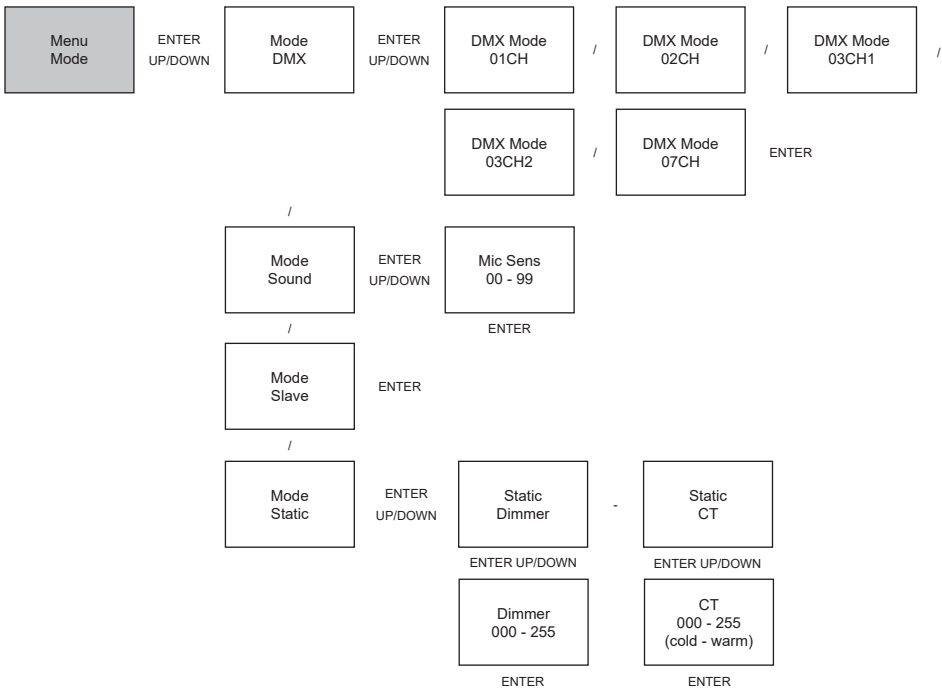 Menu
Mode
ENTER
UP/DOWN
Mode
DMX
ENTER
UP/DOWN
DMX Mode
01CH
/
DMX Mode
02CH
/
DMX Mode
03CH1
/
DMX Mode
03CH2
/
DMX Mode
07CH
ENTER
/
Mode
Sound
ENTER
UP/DOWN
Mic Sens
00 - 99
ENTER
/
Mode
Slave
ENTER
/
Mode
Static
ENTER
UP/DOWN
Static
Dimmer
-
Static
CT
ENTER UP/DOWN
ENTER UP/DOWN
Dimmer
000 - 255
CT
000 - 255
(cold - warm)
ENTER
ENTER